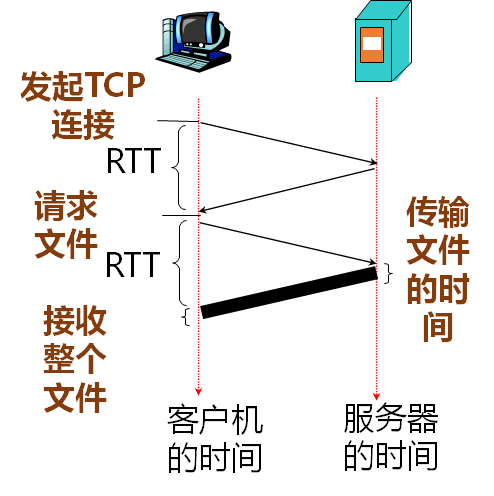 发起TCP
连接
RTT
请求
文件
RTT
传输
文件
的时
间
接收
整个
文件
客户机
的时间
服务器
的时间